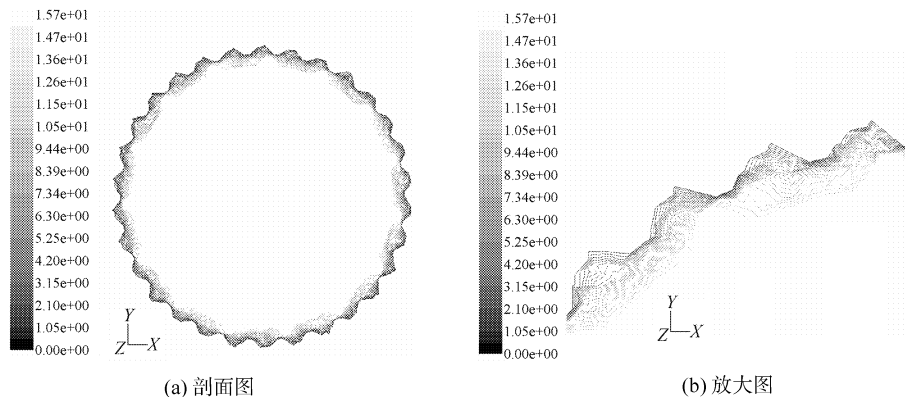 1.57e+01
1.47e+01
1.36e+01
1.26e+01
1.15e+01
1.05e+01
9.44e+00
8.39e+00
7.34e+00
6.30e+00
5.25e+00
4.20e+00
3.15e+00
2.10e+00
1.05e+00
0.00e+00
Y
Z X
(a) 剖面图
1.57e+01
1.47e+01
1.36e+01
1.26e+01
1.15e+01
1.05e+01
9.44e+00
8.39e+00
7.34e+00
6.30e+00
5.25e+00
4.20e+00
3.15e+00
2.10e+00
1.05e+00
0.00e+00
Y
Z X
(b) 放大图